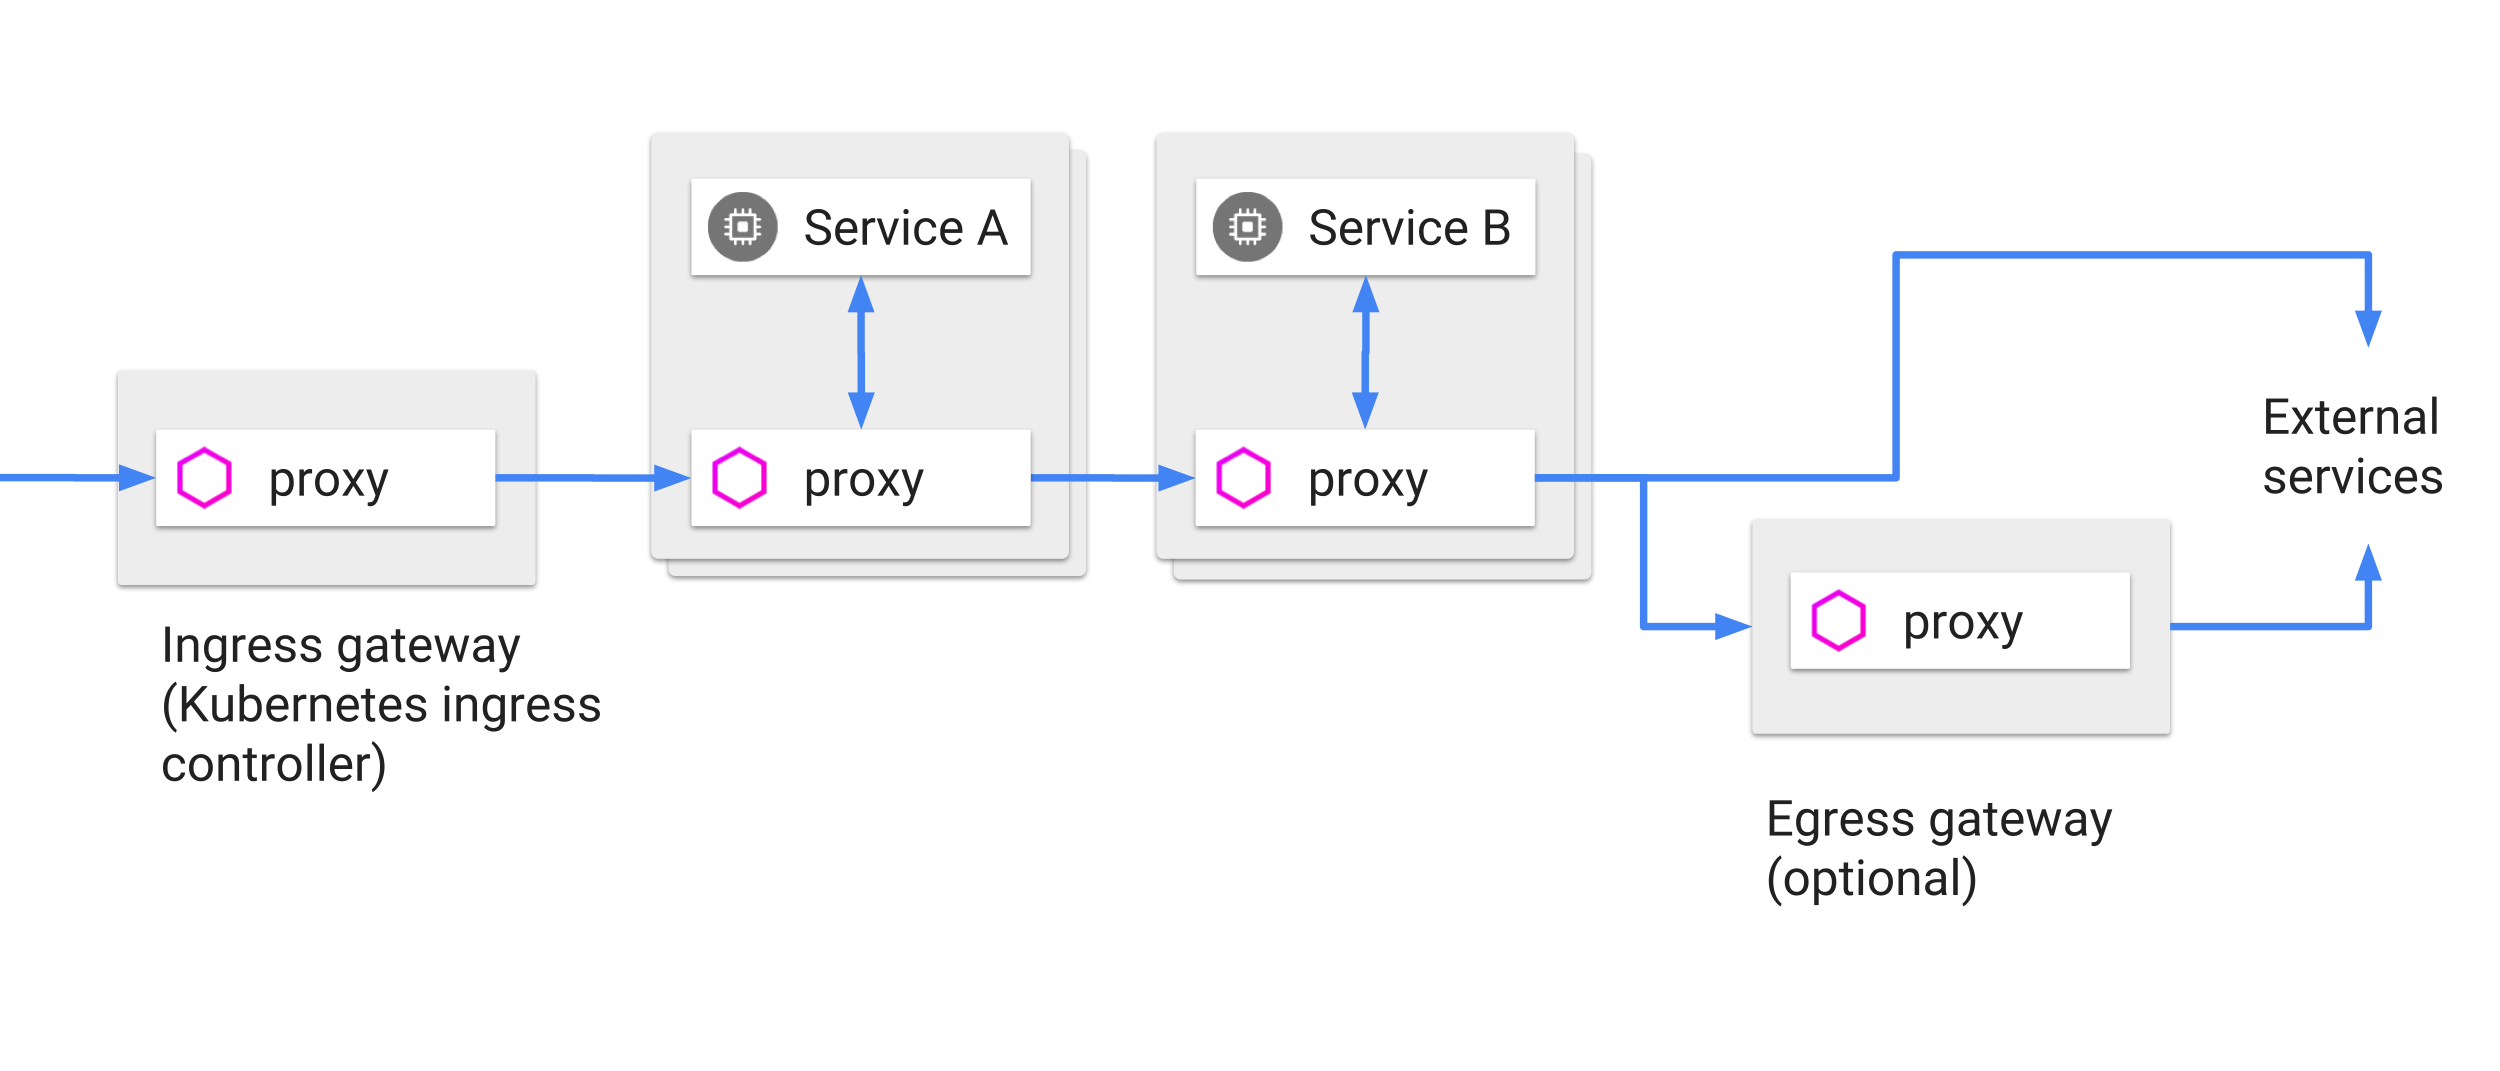 Service A
Service B
proxy
proxy
proxy
External
services
proxy
Ingress gateway
(Kubernetes ingress
controller)
Egress gateway
(optional)